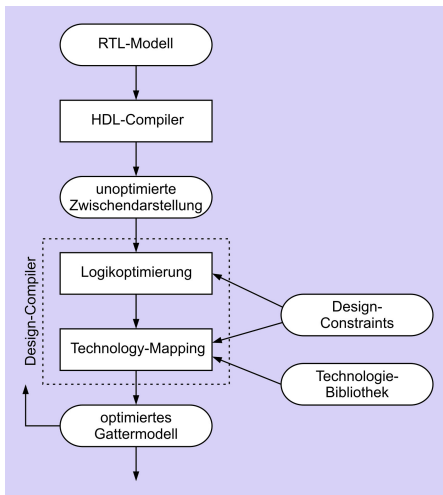 RTL-Modell
HDL-Compiler
unoptimierte
Zwischendarstellung
Design-Compiler
Logikoptimierung
Design-
Constraints
Technology-Mapping
Technologie-
Bibliothek
optimiertes
Gattermodell